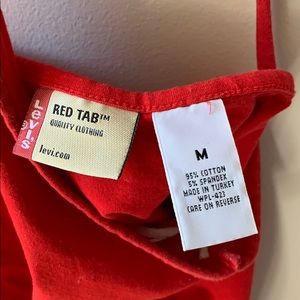 Levi's
RED TAB™
QUALITY CLOTHING
levi.com
M
95% COTTON
5% SPANDEX
MADE IN TURKEY
WPL-423
CARE ON REVERSE